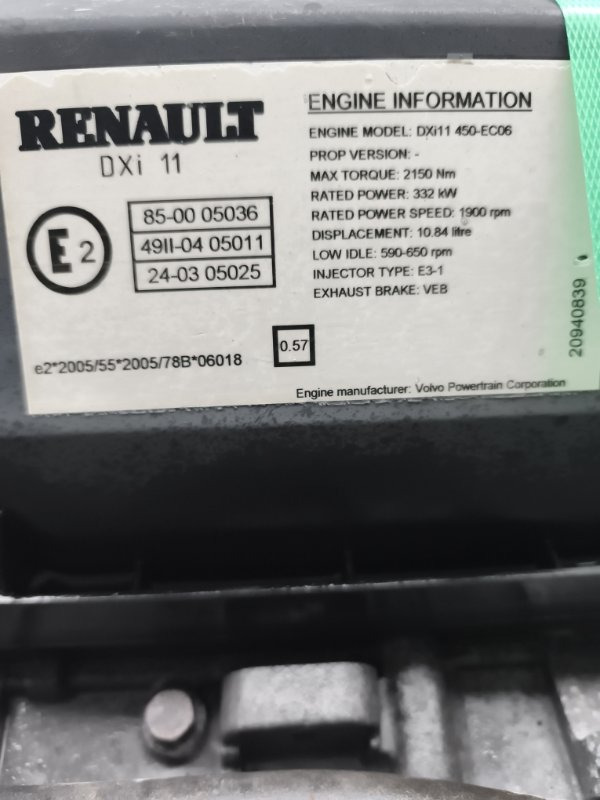 RENAULT
DXi 11
E2
85-00 05036
49II-04 05011
24-03 05025
e2*2005/55*2005/78B*06018
0.57
ENGINE INFORMATION
ENGINE MODEL: DXi11 450-EC06
PROP VERSION: -
MAX TORQUE: 2150 Nm
RATED POWER: 332 kW
RATED POWER SPEED: 1900 rpm
DISPLACEMENT: 10.84 litre
LOW IDLE: 590-650 rpm
INJECTOR TYPE: E3-1
EXHAUST BRAKE: VEB
20940839
Engine manufacturer: Volvo Powertrain Corporation